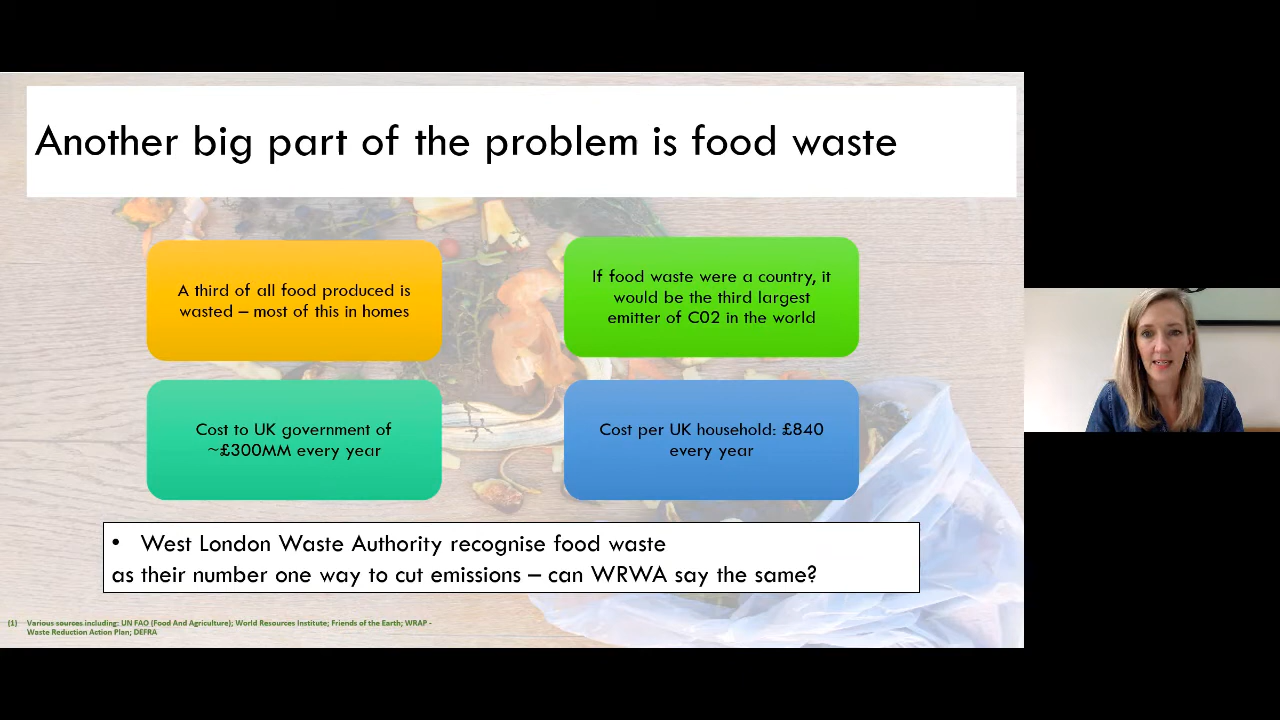 Another big part of the problem is food waste
A third of all food produced is
wasted – most of this in homes
If food waste were a country, it
would be the third largest
emitter of C02 in the world
Cost to UK government of
~£300MM every year
Cost per UK household: £840
every year
• West London Waste Authority recognise food waste
as their number one way to cut emissions – can WRWA say the same?
(1) Various sources including: UN FAO (Food And Agriculture); World Resources Institute; Friends of the Earth; WRAP -
Waste Reduction Action Plan; DEFRA